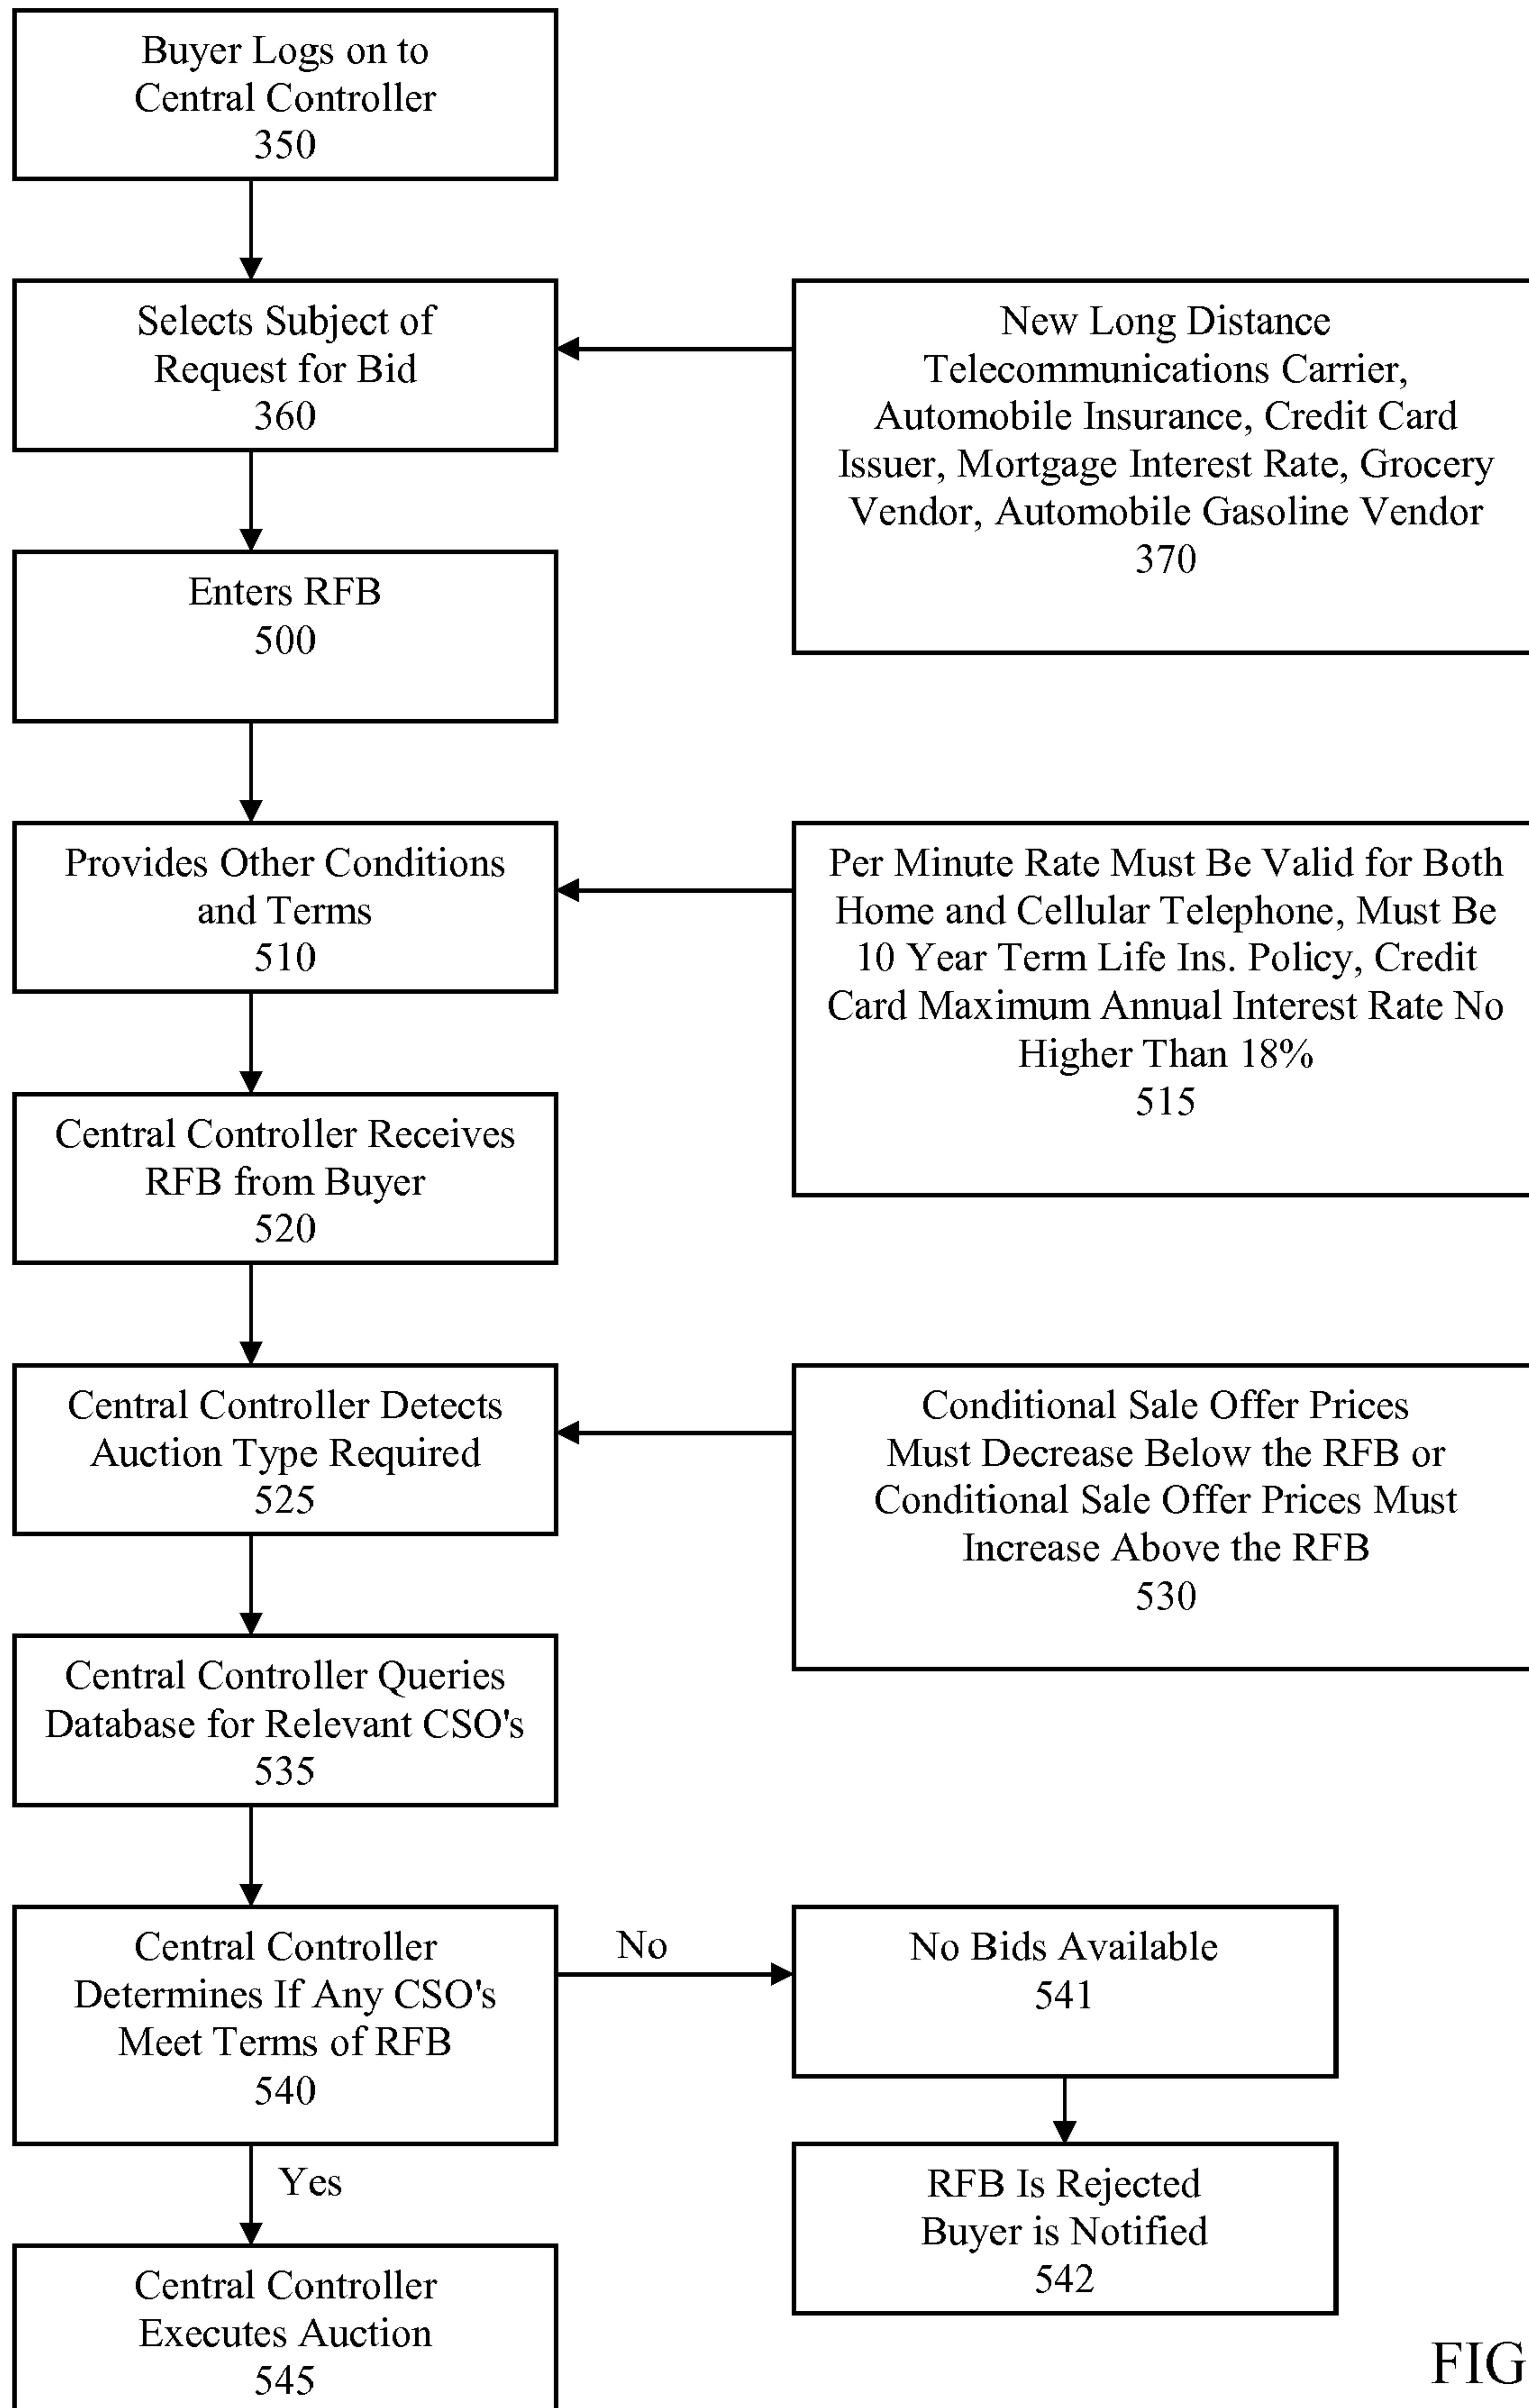 Buyer Logs on to
Central Controller
350
Selects Subject of
Request for Bid
360
New Long Distance
Telecommunications Carrier,
Automobile Insurance, Credit Card
Issuer, Mortgage Interest Rate, Grocery
Vendor, Automobile Gasoline Vendor
370
Enters RFB
500
Provides Other Conditions
and Terms
510
Per Minute Rate Must Be Valid for Both
Home and Cellular Telephone, Must Be
10 Year Term Life Ins. Policy, Credit
Card Maximum Annual Interest Rate No
Higher Than 18%
515
Central Controller Receives
RFB from Buyer
520
Central Controller Detects
Auction Type Required
525
Conditional Sale Offer Prices
Must Decrease Below the RFB or
Conditional Sale Offer Prices Must
Increase Above the RFB
530
Central Controller Queries
Database for Relevant CSO's
535
Central Controller
Determines If Any CSO's
Meet Terms of RFB
540
No
No Bids Available
541
Yes
RFB Is Rejected
Buyer is Notified
542
Central Controller
Executes Auction
545
FIG